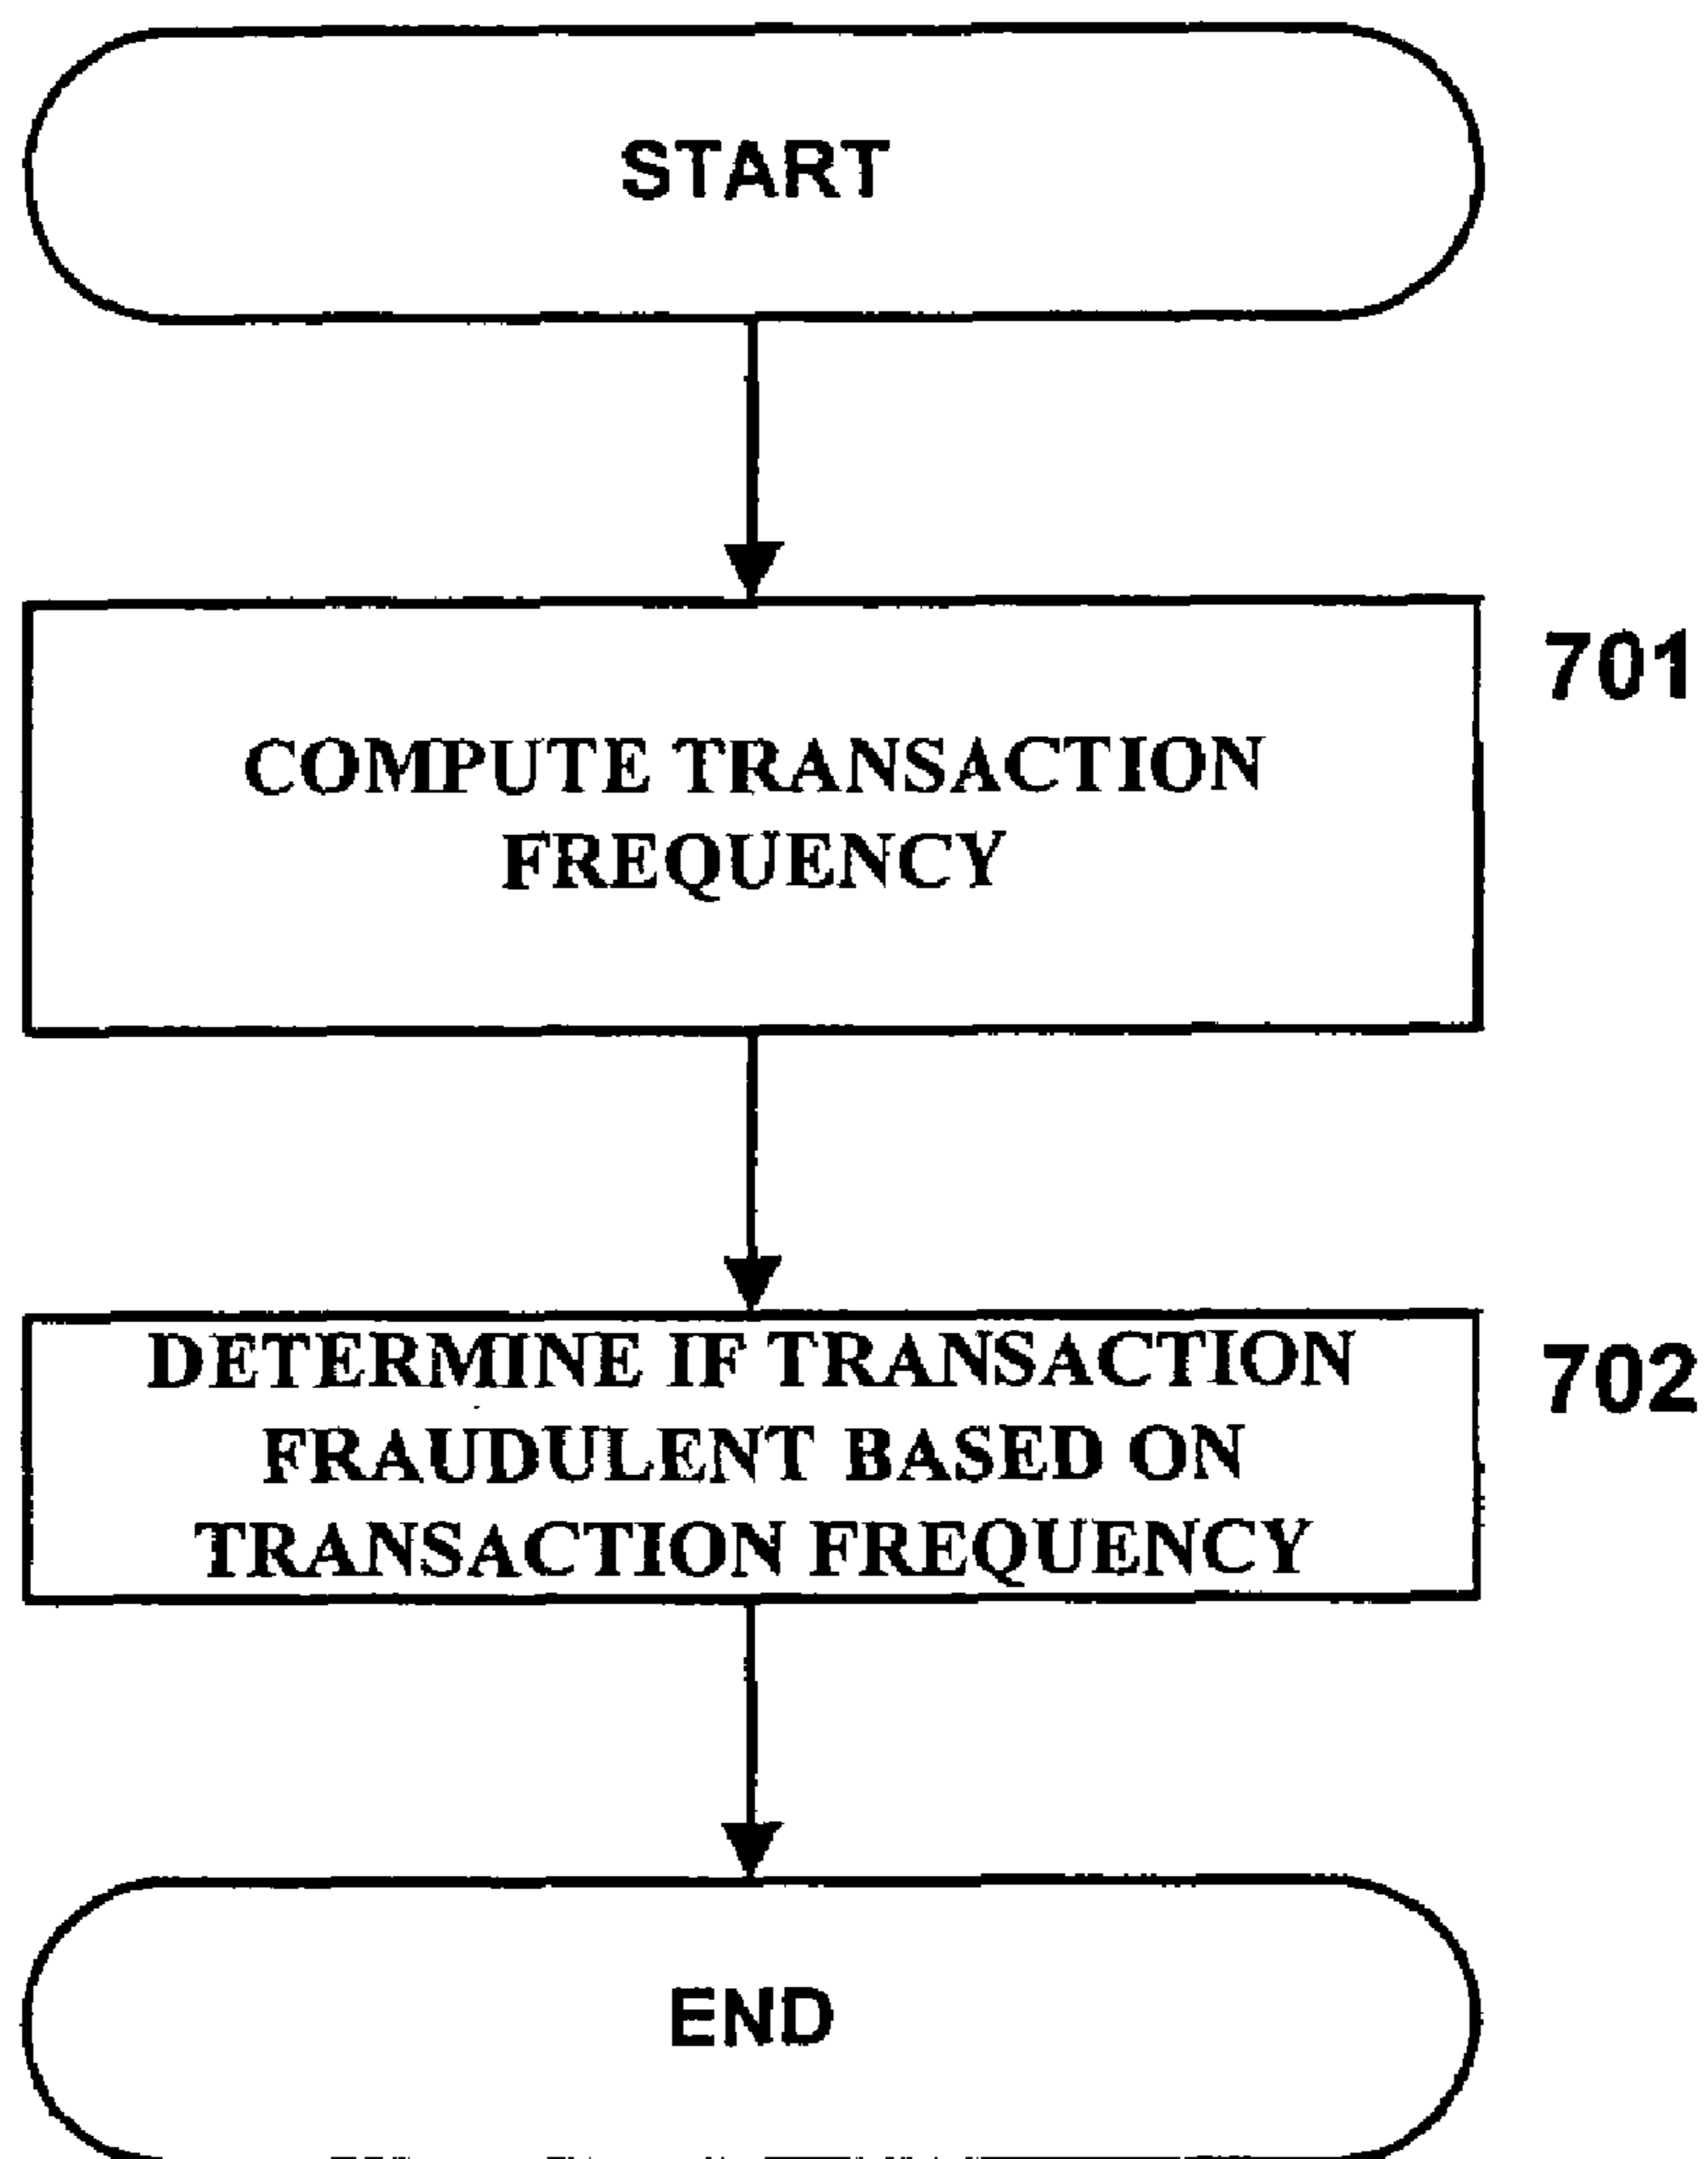 START
701
COMPUTE TRANSACTION
FREQUENCY
702
DETERMINE IF TRANSACTION
FRAUDULENT BASED ON
TRANSACTION FREQUENCY
END